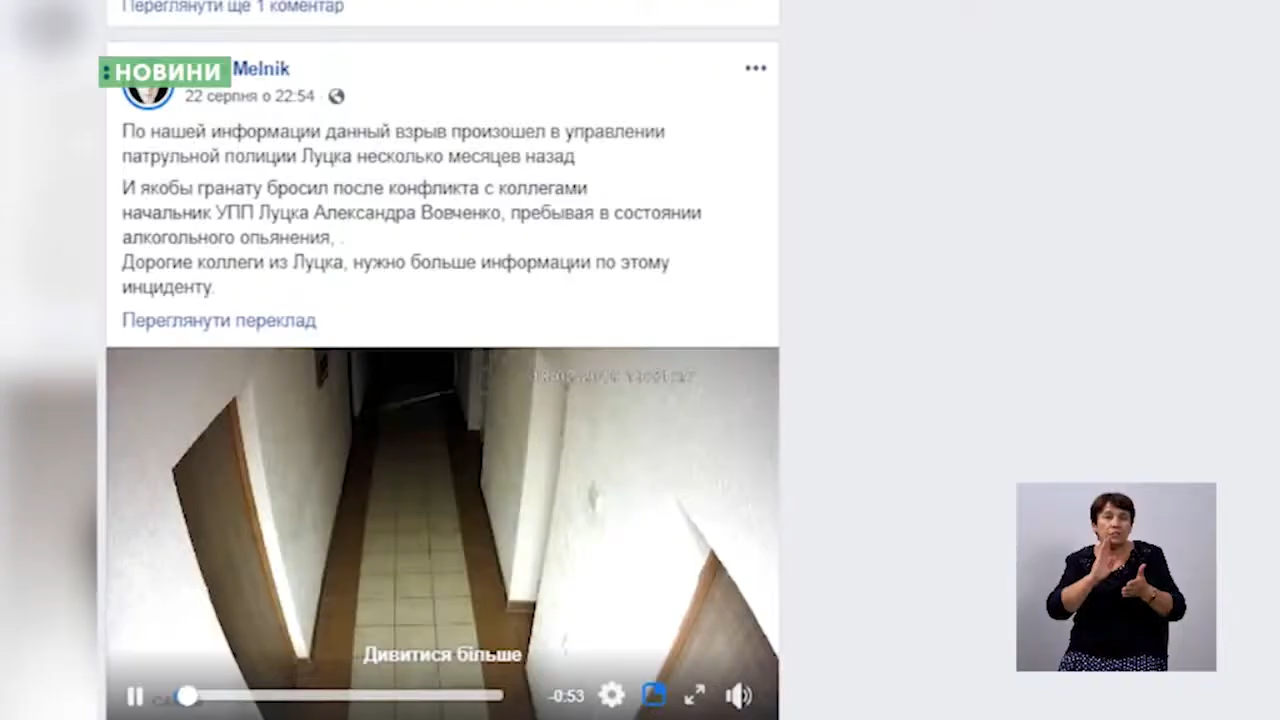 Переглянути ще 1 коментар
:НОВИНИ
Melnik
22 серпня о 22:54
По нашей информации данный взрыв произошел в управлении
патрульной полиции Луцка несколько месяцев назад
И якобы гранату бросил после конфликта с коллегами
начальник УПП Луцка Александра Вовченко, пребывая в состоянии
алкогольного опьянения, .
Дорогие коллеги из Луцка, нужно больше информации по этому
инциденту.
Переглянути переклад
Дивитися більше
-0:53